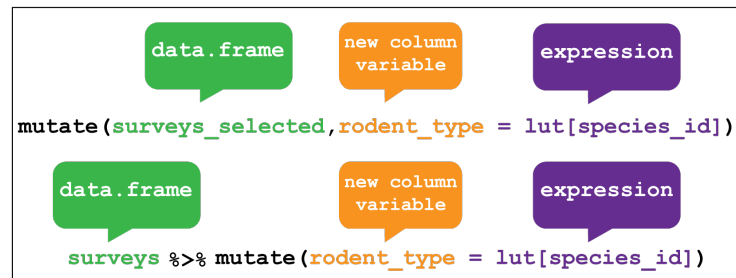 data.frame
new column
variable
expression
mutate(surveys_selected,rodent_type = lut[species_id])
data.frame
new column
variable
expression
surveys %>% mutate(rodent_type = lut[species_id])